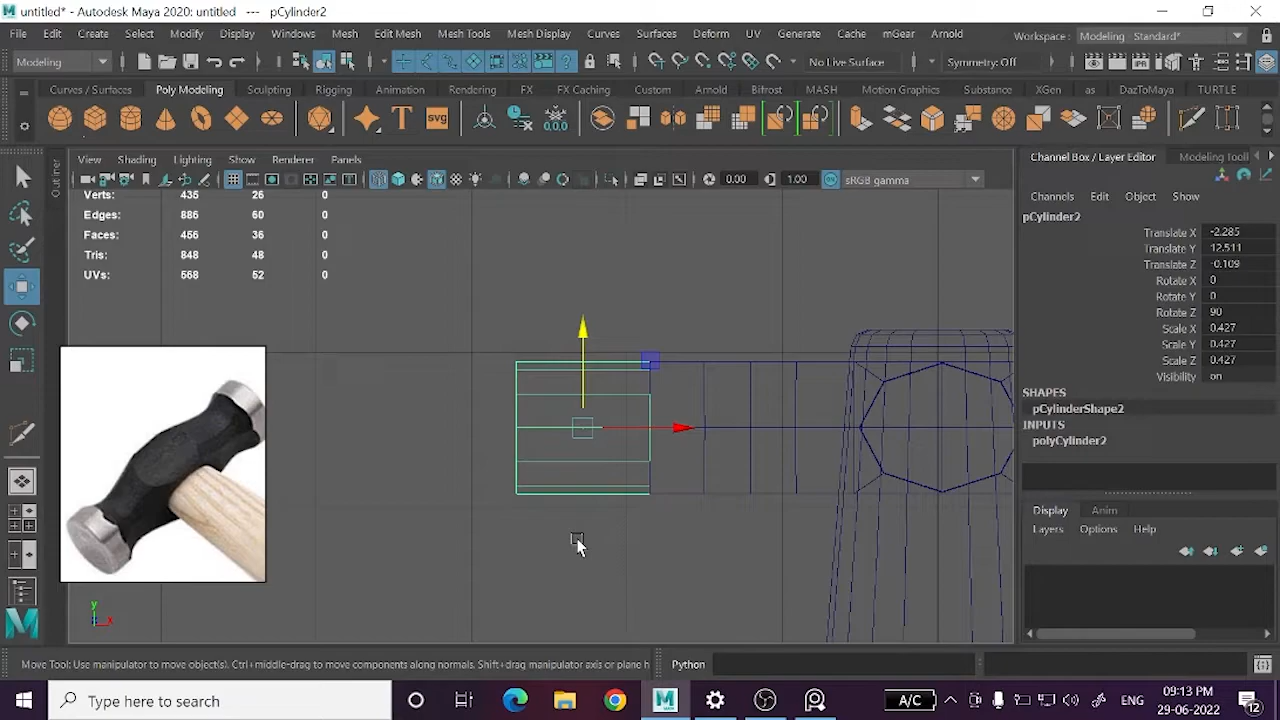 untitled* - Autodesk Maya 2020: untitled --- pCylinder2
File Edit Create Select Modify Display Windows Mesh Edit Mesh Mesh Tools Mesh Display Curves Surfaces Deform UV Generate Cache mGear Arnold
Workspace : Modeling - Standard*
Modeling
No Live Surface
Symmetry: Off
Curves / Surfaces Poly Modeling Sculpting Rigging Animation Rendering FX FX Caching Custom Arnold Bifrost MASH Motion Graphics Substance XGen as DazToMaya TURTLE
View Shading Lighting Show Renderer Panels
0.00 1.00 sRGB gamma
Outliner
Verts: 435 26 0
Edges: 886 60 0
Faces: 456 36 0
Tris: 848 48 0
UVs: 568 52 0
y
x
Channel Box / Layer Editor Modeling Tool
Channels Edit Object Show
pCylinder2
Translate X -2.285
Translate Y 12.511
Translate Z -0.109
Rotate X 0
Rotate Y 0
Rotate Z 90
Scale X 0.427
Scale Y 0.427
Scale Z 0.427
Visibility on
SHAPES
pCylinderShape2
INPUTS
polyCylinder2
Display Anim
Layers Options Help
Move Tool: Use manipulator to move object(s). Ctrl+middle-drag to move components along normals. Shift+drag manipulator axis or plane h
Python
Type here to search
A/C
ENG
09:13 PM
29-06-2022
12